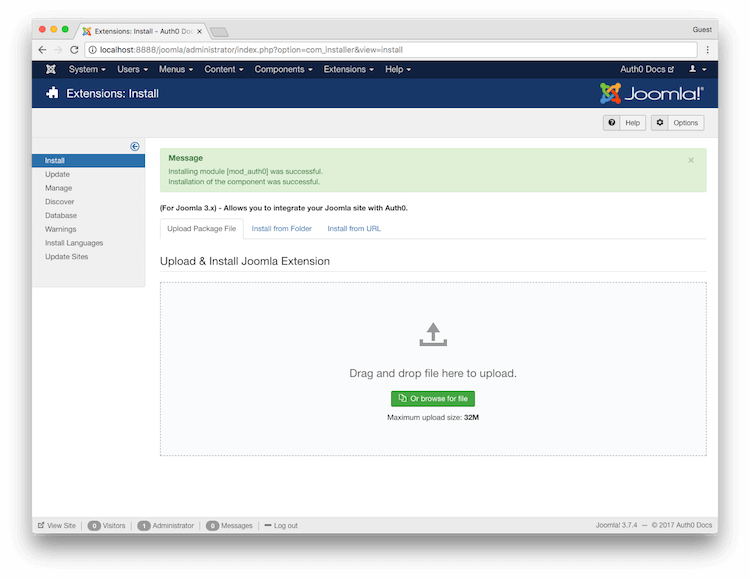 Extensions: Install - Auth0 Doc
Guest
localhost:8888/joomla/administrator/index.php?option=com_installer&view=install
System Users Menus Content Components Extensions Help Auth0 Docs
Extensions: Install
Joomla!®
Help Options
Install
Update
Manage
Discover
Database
Warnings
Install Languages
Update Sites
Message
Installing module [mod_auth0] was successful.
Installation of the component was successful.
(For Joomla 3.x) - Allows you to integrate your Joomla site with Auth0.
Upload Package File Install from Folder Install from URL
Upload & Install Joomla Extension
Drag and drop file here to upload.
Or browse for file
Maximum upload size: 32M
View Site 0 Visitors 1 Administrator 0 Messages Log out Joomla! 3.7.4 — © 2017 Auth0 Docs